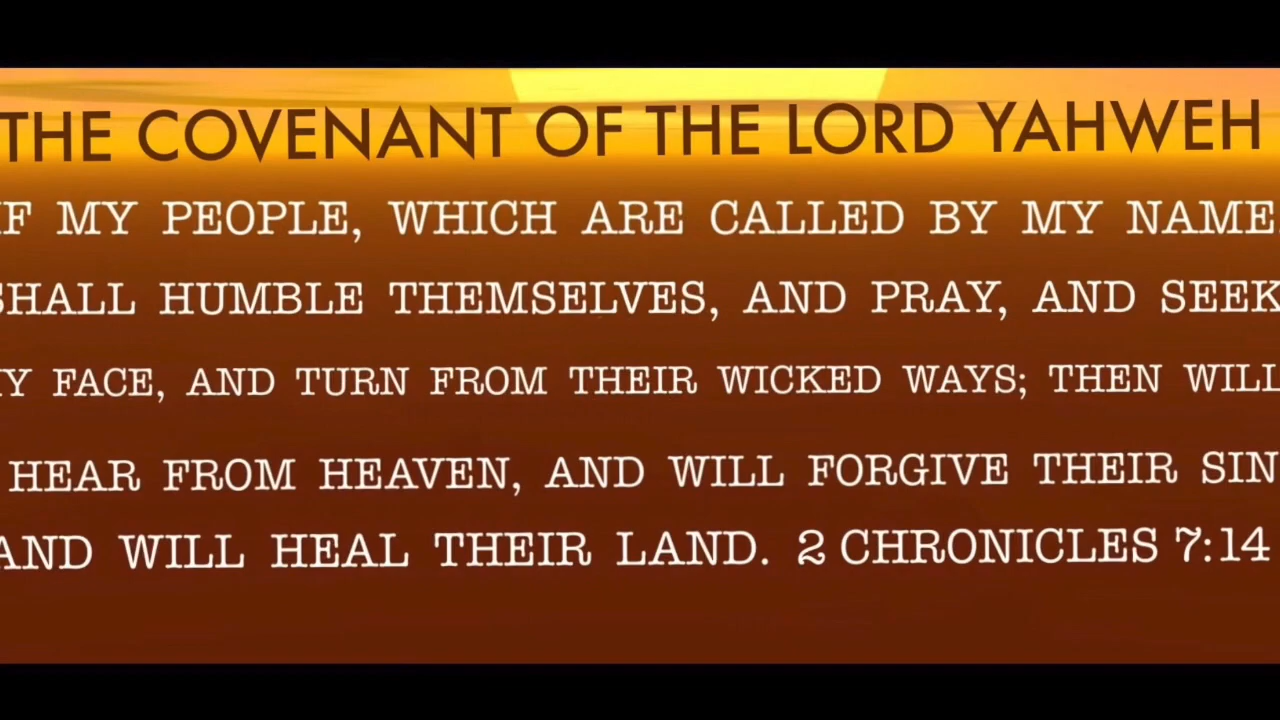 THE COVENANT OF THE LORD YAHWEH
IF MY PEOPLE, WHICH ARE CALLED BY MY NAME,
SHALL HUMBLE THEMSELVES, AND PRAY, AND SEEK
MY FACE, AND TURN FROM THEIR WICKED WAYS; THEN WILL
HEAR FROM HEAVEN, AND WILL FORGIVE THEIR SIN
AND WILL HEAL THEIR LAND. 2 CHRONICLES 7:14